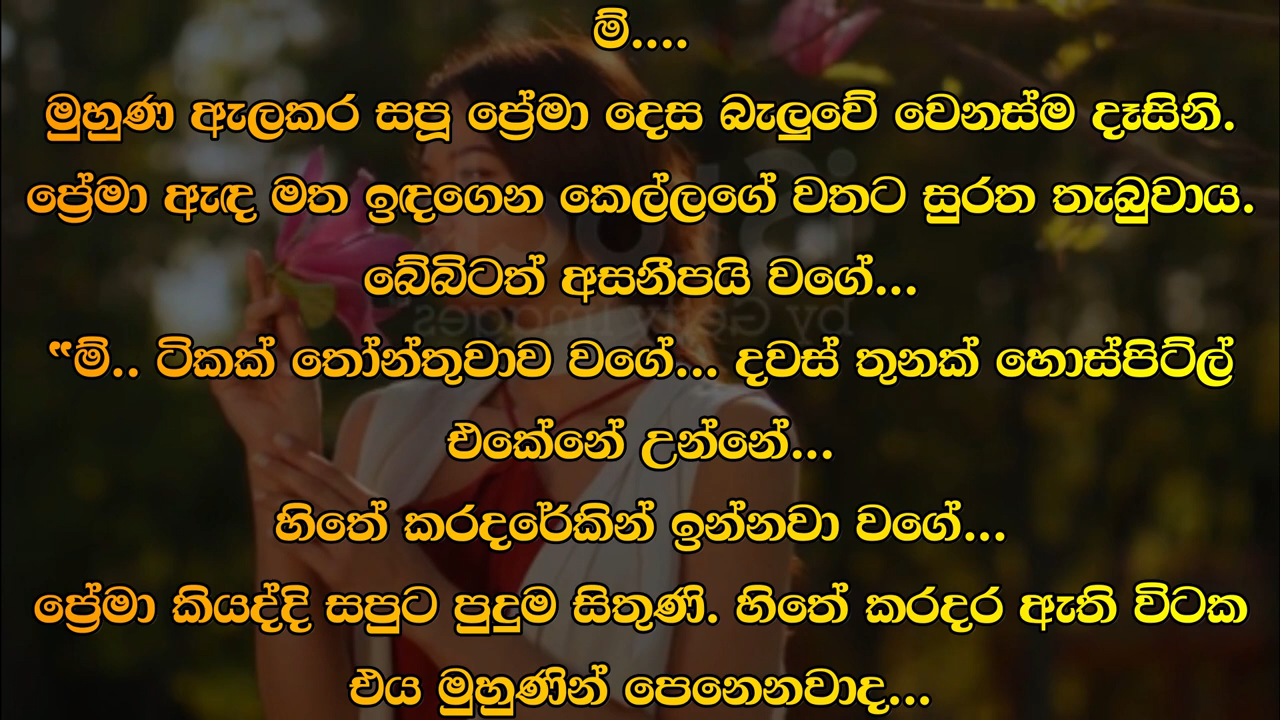 ම්....
මුහුණ ඇලකර සපූ ප්‍රේමා දෙස බැලුවේ වෙනස්ම දෑසිනි.
ප්‍රේමා ඇඳ මත ඉඳගෙන කෙල්ලගේ වතට සුරත තැබුවාය.
බේබිටත් අසනීපයි වගේ...
“ම්.. ටිකක් තෝන්තුවාව වගේ... දවස් තුනක් හොස්පිට්ල්
එකේනේ උන්නේ...
හිතේ කරදරේකින් ඉන්නවා වගේ...
ප්‍රේමා කියද්දි සපුට පුදුම සිතුණි. හිතේ කරදර ඇති විටක
එය මුහුණින් පෙනෙනවාද...